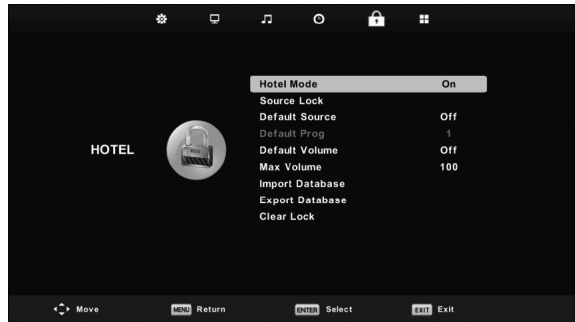 Hotel Mode On
Source Lock
Default Source Off
Default Prog 1
HOTEL
Default Volume Off
Max Volume 100
Import Database
Export Database
Clear Lock
Move MENU Return ENTER Select EXIT Exit